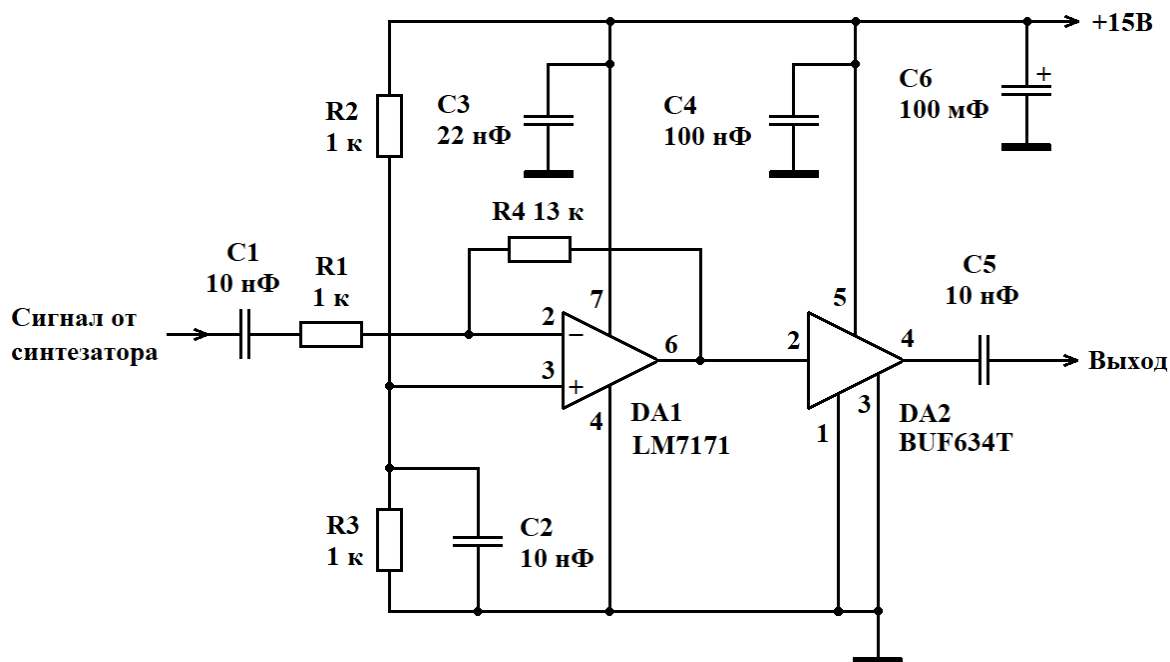 +15В
R2
1 к
C3
22 нФ
C4
100 нФ
C6
100 мФ
+
R4 13 к
C1
10 нФ
R1
1 к
C5
10 нФ
Сигнал от
синтезатора
2
−
3
+
7
6
4
DA1
LM7171
2
5
4
1
3
DA2
BUF634T
Выход
R3
1 к
C2
10 нФ